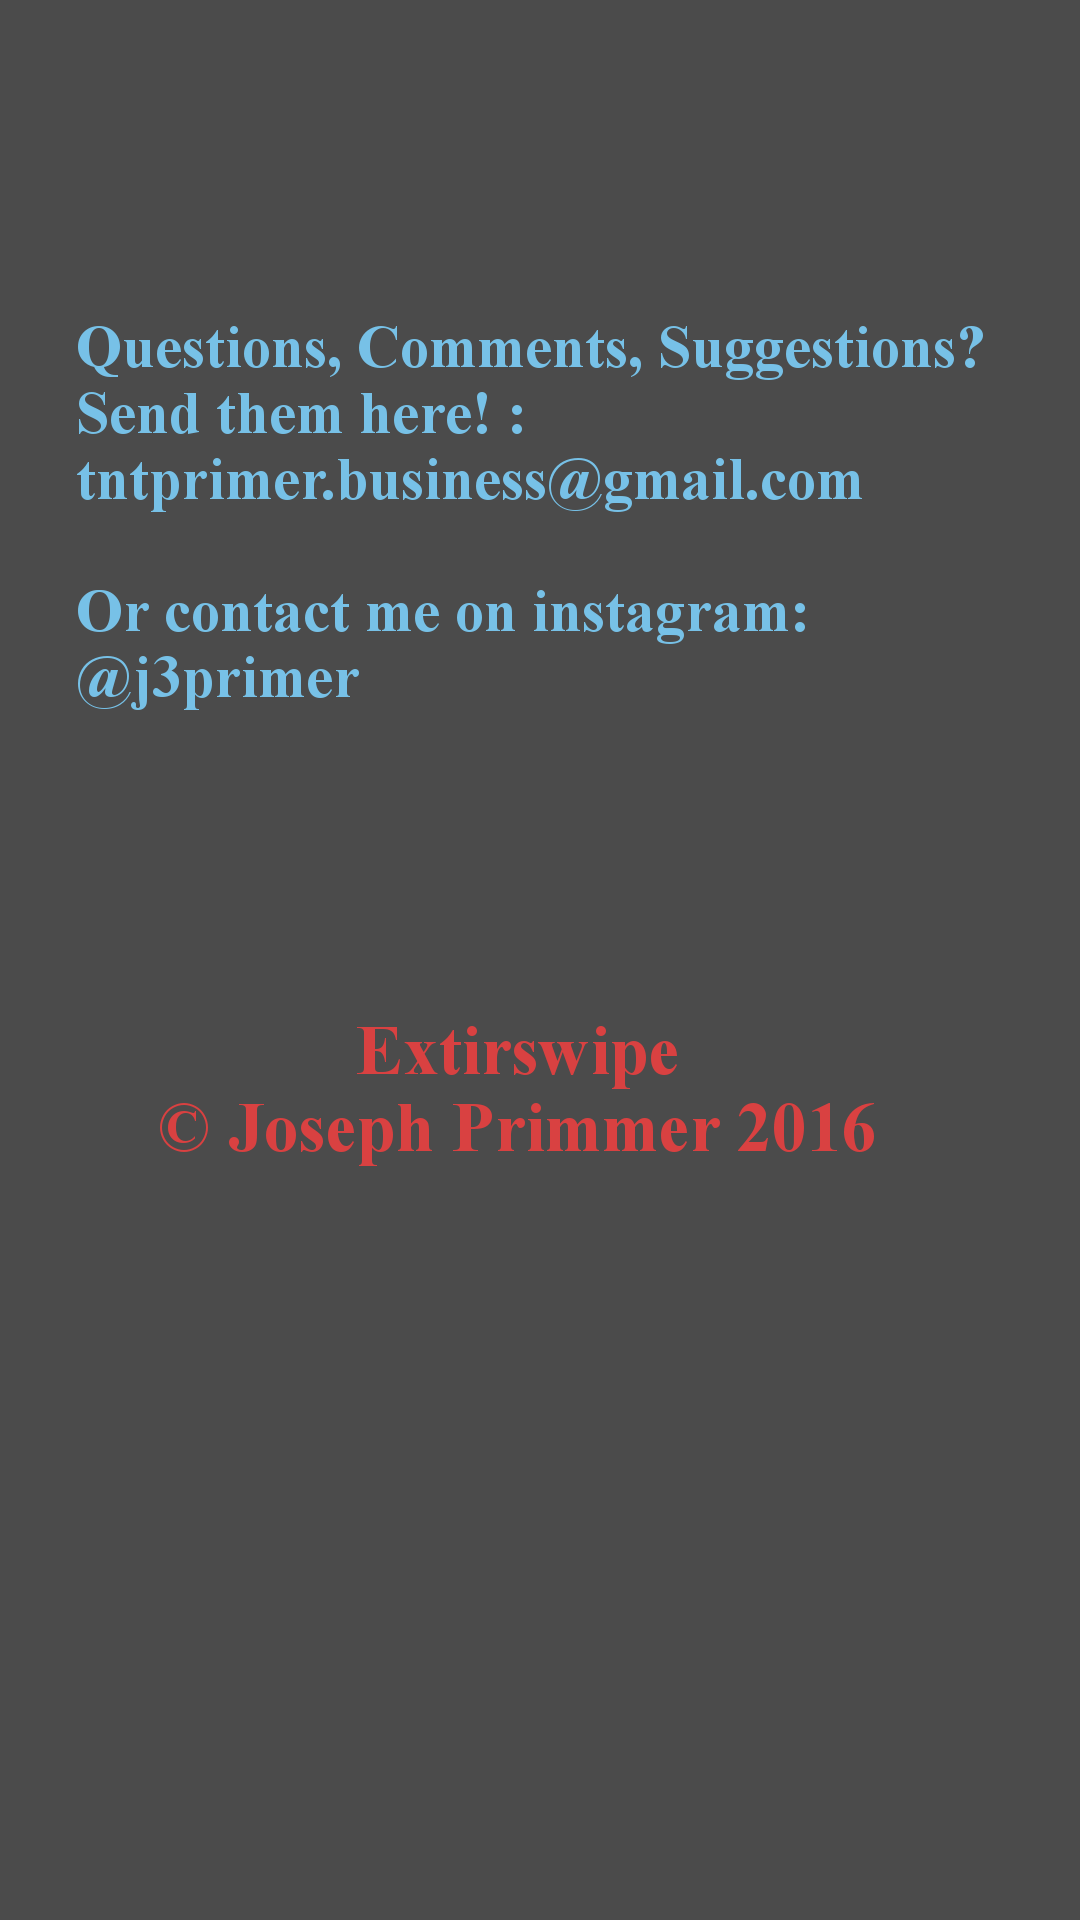 Questions, Comments, Suggestions?
Send them here! :
tntprimer.business@gmail.com
Or contact me on instagram:
@j3primer
Extirswipe
© Joseph Primmer 2016